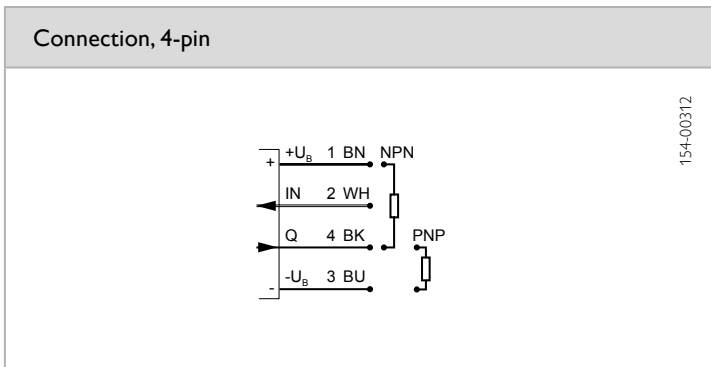 Connection, 4-pin
154-00312
+U_B 1 BN NPN
+
IN 2 WH
Q 4 BK PNP
-U_B 3 BU
-